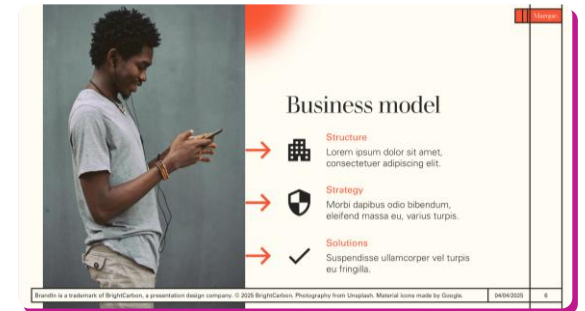 Marque.
Business model
Structure
Lorem ipsum dolor sit amet,
consectetuer adipiscing elit.
Strategy
Morbi dapibus odio bibendum,
eleifend massa eu, varius turpis.
Solutions
Suspendisse ullamcorper vel turpis
eu fringilla.
BrandIn is a trademark of BrightCarbon, a presentation design company. © 2025 BrightCarbon. Photography from Unsplash. Material icons made by Google. 04/04/2025 6